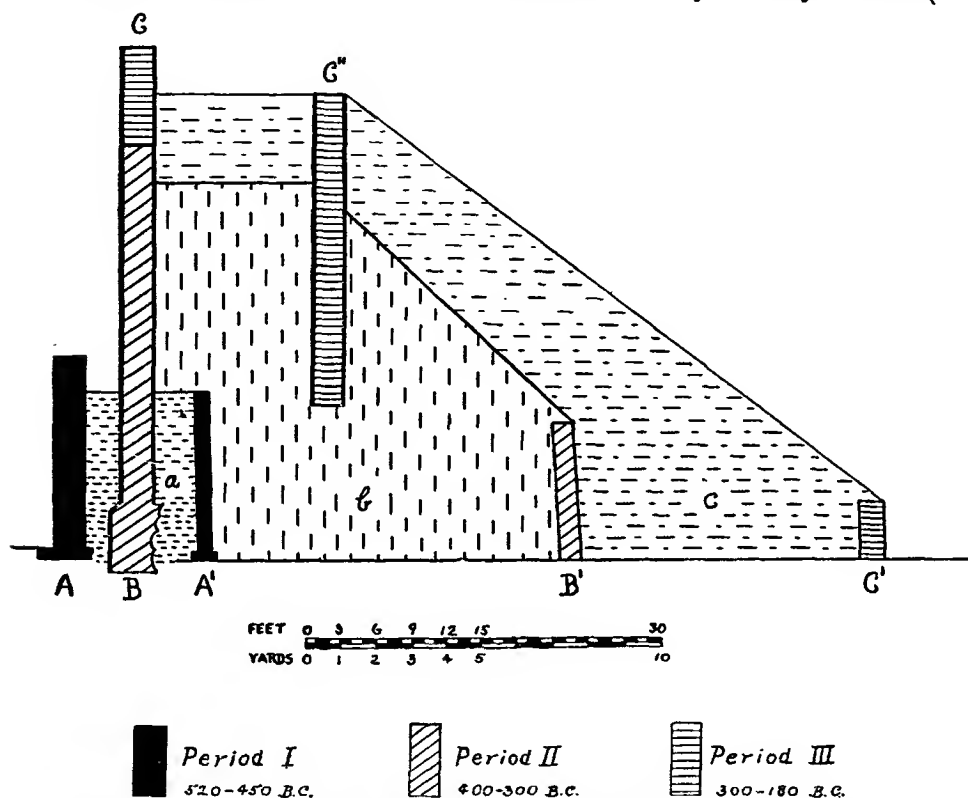 C
C"
a
b
c
A B A' B' C'
FEET 0 3 6 9 12 15 30
YARDS 0 1 2 3 4 5 10
Period I Period II Period III
520-450 B.C. 400-300 B.C. 300-180 B.C.